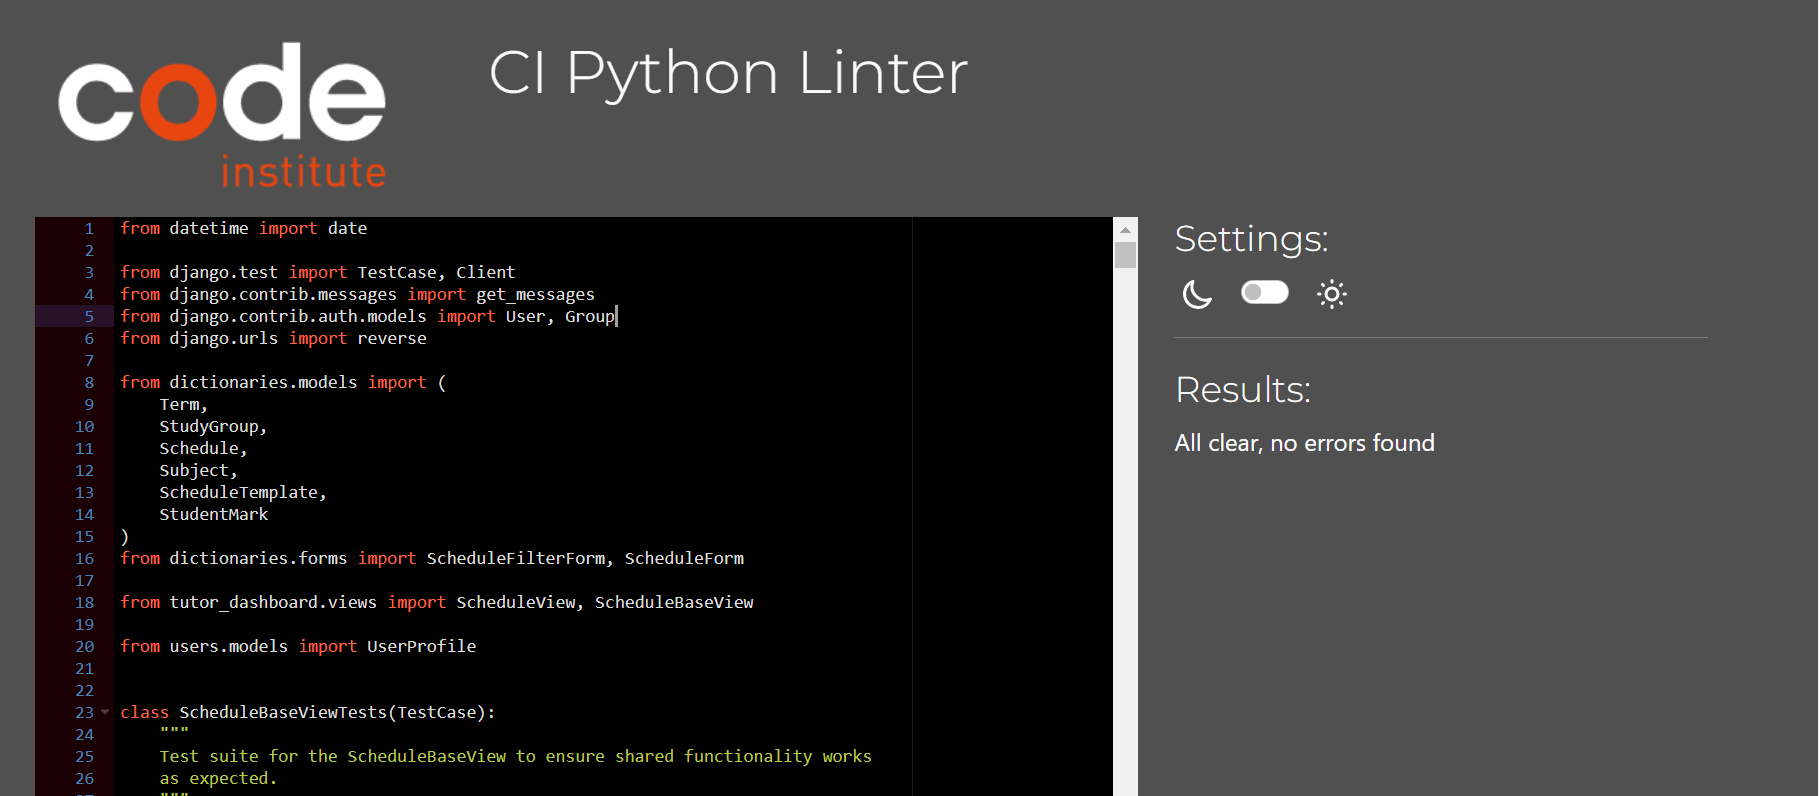 code
institute
CI Python Linter
1 from datetime import date
2
3 from django.test import TestCase, Client
4 from django.contrib.messages import get_messages
5 from django.contrib.auth.models import User, Group
6 from django.urls import reverse
7
8 from dictionaries.models import (
9     Term,
10     StudyGroup,
11     Schedule,
12     Subject,
13     ScheduleTemplate,
14     StudentMark
15 )
16 from dictionaries.forms import ScheduleFilterForm, ScheduleForm
17
18 from tutor_dashboard.views import ScheduleView, ScheduleBaseView
19
20 from users.models import UserProfile
21
22
23 class ScheduleBaseViewTests(TestCase):
24     """
25     Test suite for the ScheduleBaseView to ensure shared functionality works
26     as expected.
"""
Settings:
Results:
All clear, no errors found